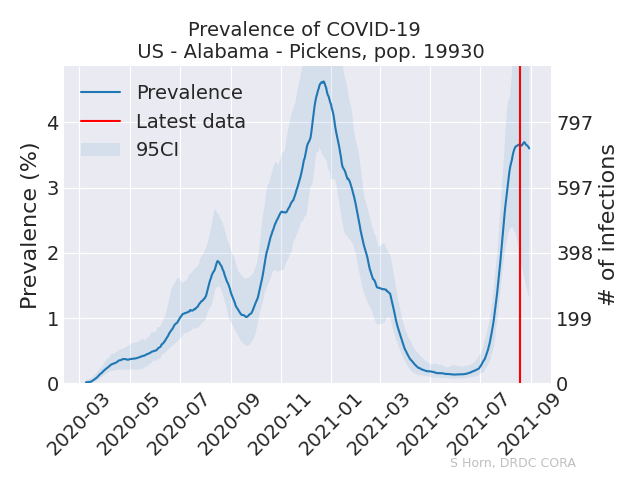 Prevalence of COVID-19
US - Alabama - Pickens, pop. 19930
Prevalence
Latest data
95CI
Prevalence (%)
4
3
2
1
0
797
597
398
199
0
# of infections
2020-03
2020-05
2020-07
2020-09
2020-11
2021-01
2021-03
2021-05
2021-07
2021-09
S Horn, DRDC CORA